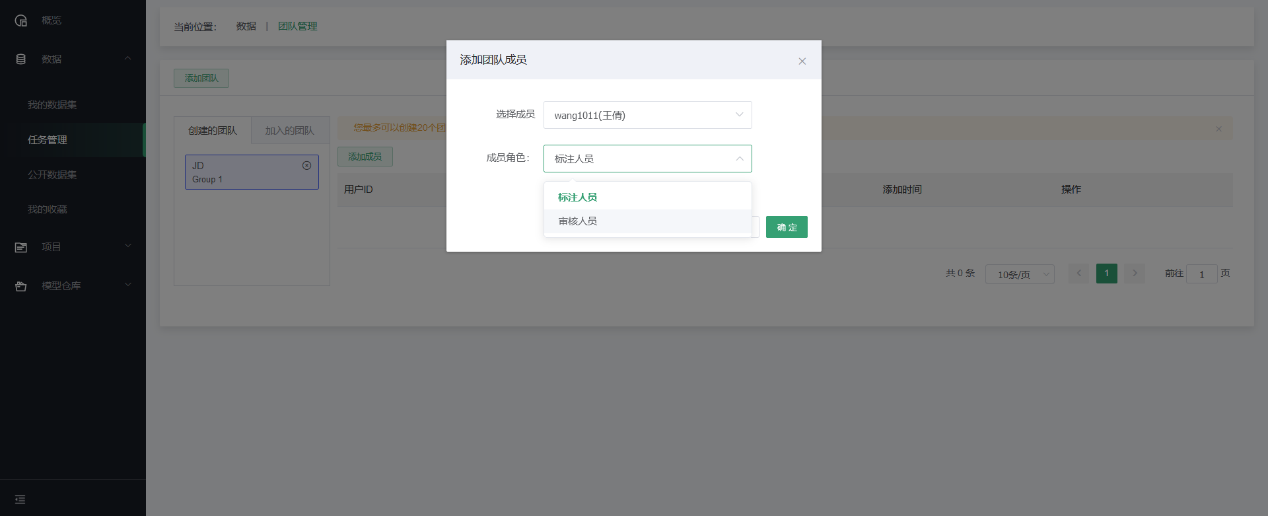 概览
数据
我的数据集
任务管理
公开数据集
我的收藏
项目
模型仓库
当前位置： 数据 | 团队管理
添加团队
创建的团队 加入的团队
JD
Group 1
您最多可以创建20个团
添加成员
用户ID 添加时间 操作
共 0 条 10条/页 1 前往 1 页
添加团队成员
选择成员 wang1011(王倩)
成员角色： 标注人员
标注人员
审核人员
确 定